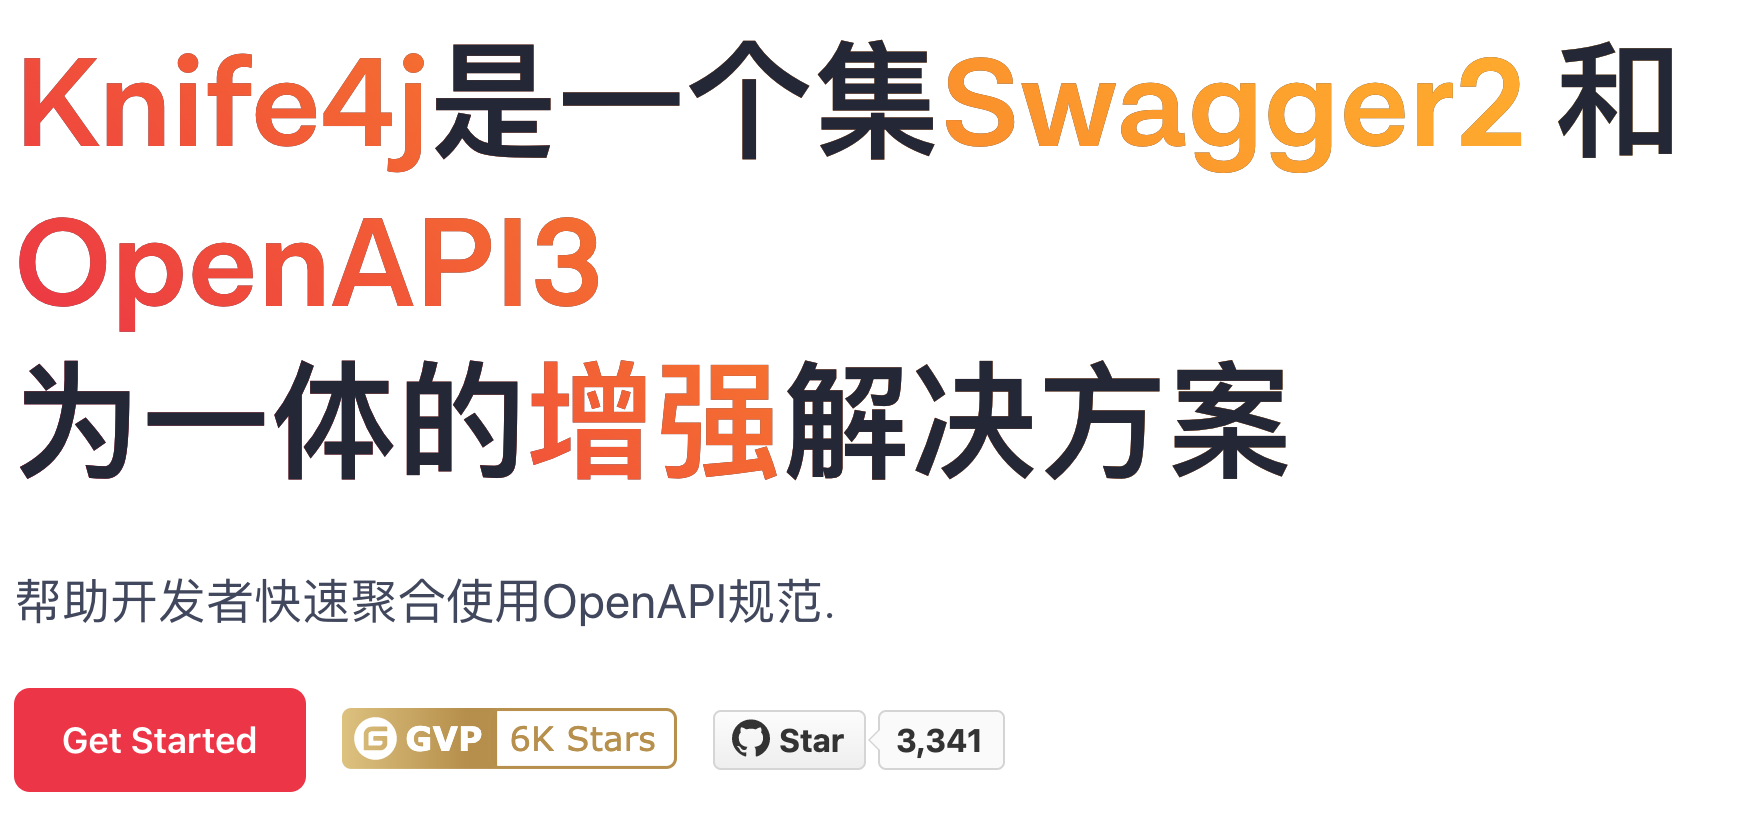 Knife4j是一个集Swagger2 和
OpenAPI3
为一体的增强解决方案
帮助开发者快速聚合使用OpenAPI规范.
Get Started
GVP 6K Stars
Star 3,341